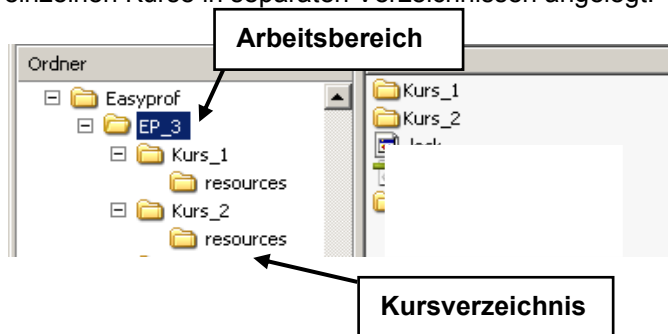 einzelnen Kurse in separaten Verzeichnissen angelegt.
Arbeitsbereich
Ordner
Easyprof
EP_3
Kurs_1
resources
Kurs_2
resources
Kurs_1
Kurs_2
Kursverzeichnis